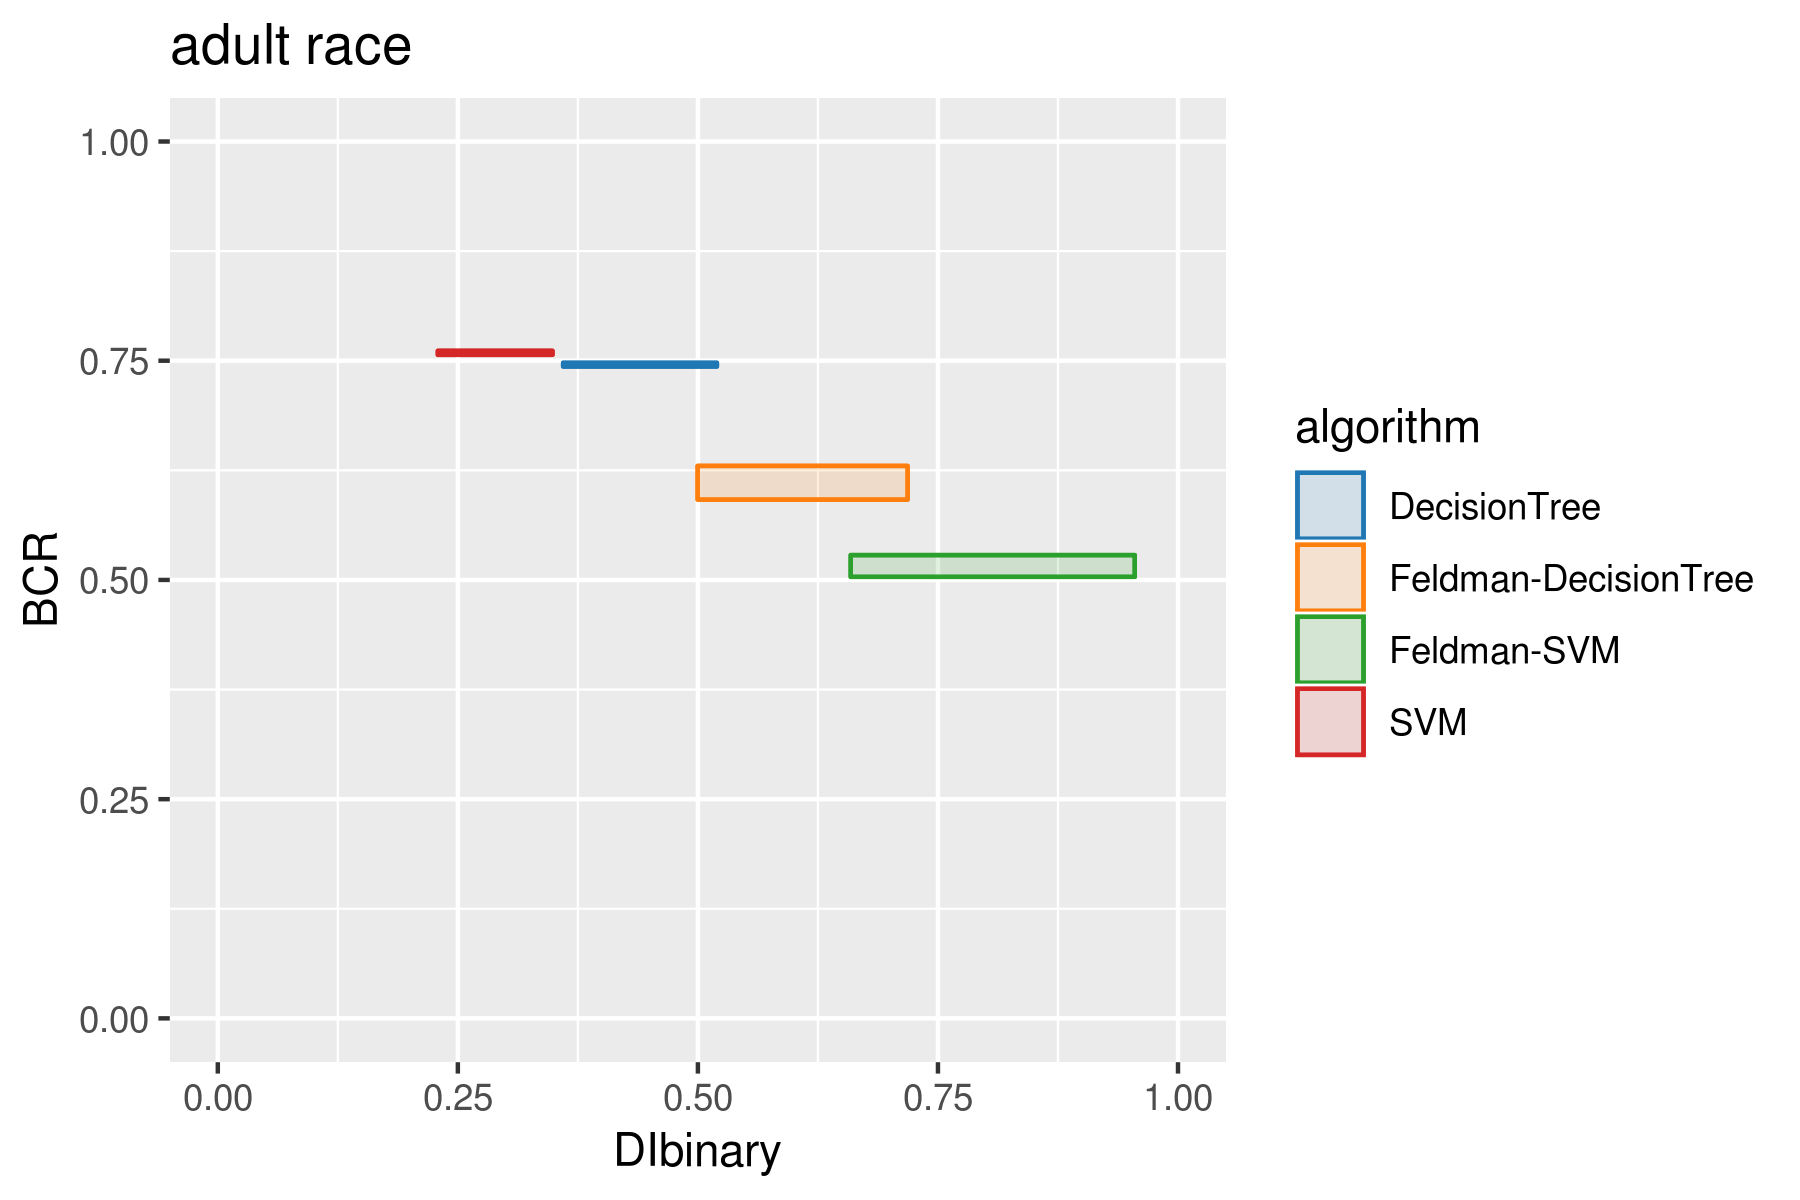 adult race
1.00
0.75
0.50
0.25
0.00
BCR
0.00 0.25 0.50 0.75 1.00
DIbinary
algorithm
DecisionTree
Feldman-DecisionTree
Feldman-SVM
SVM